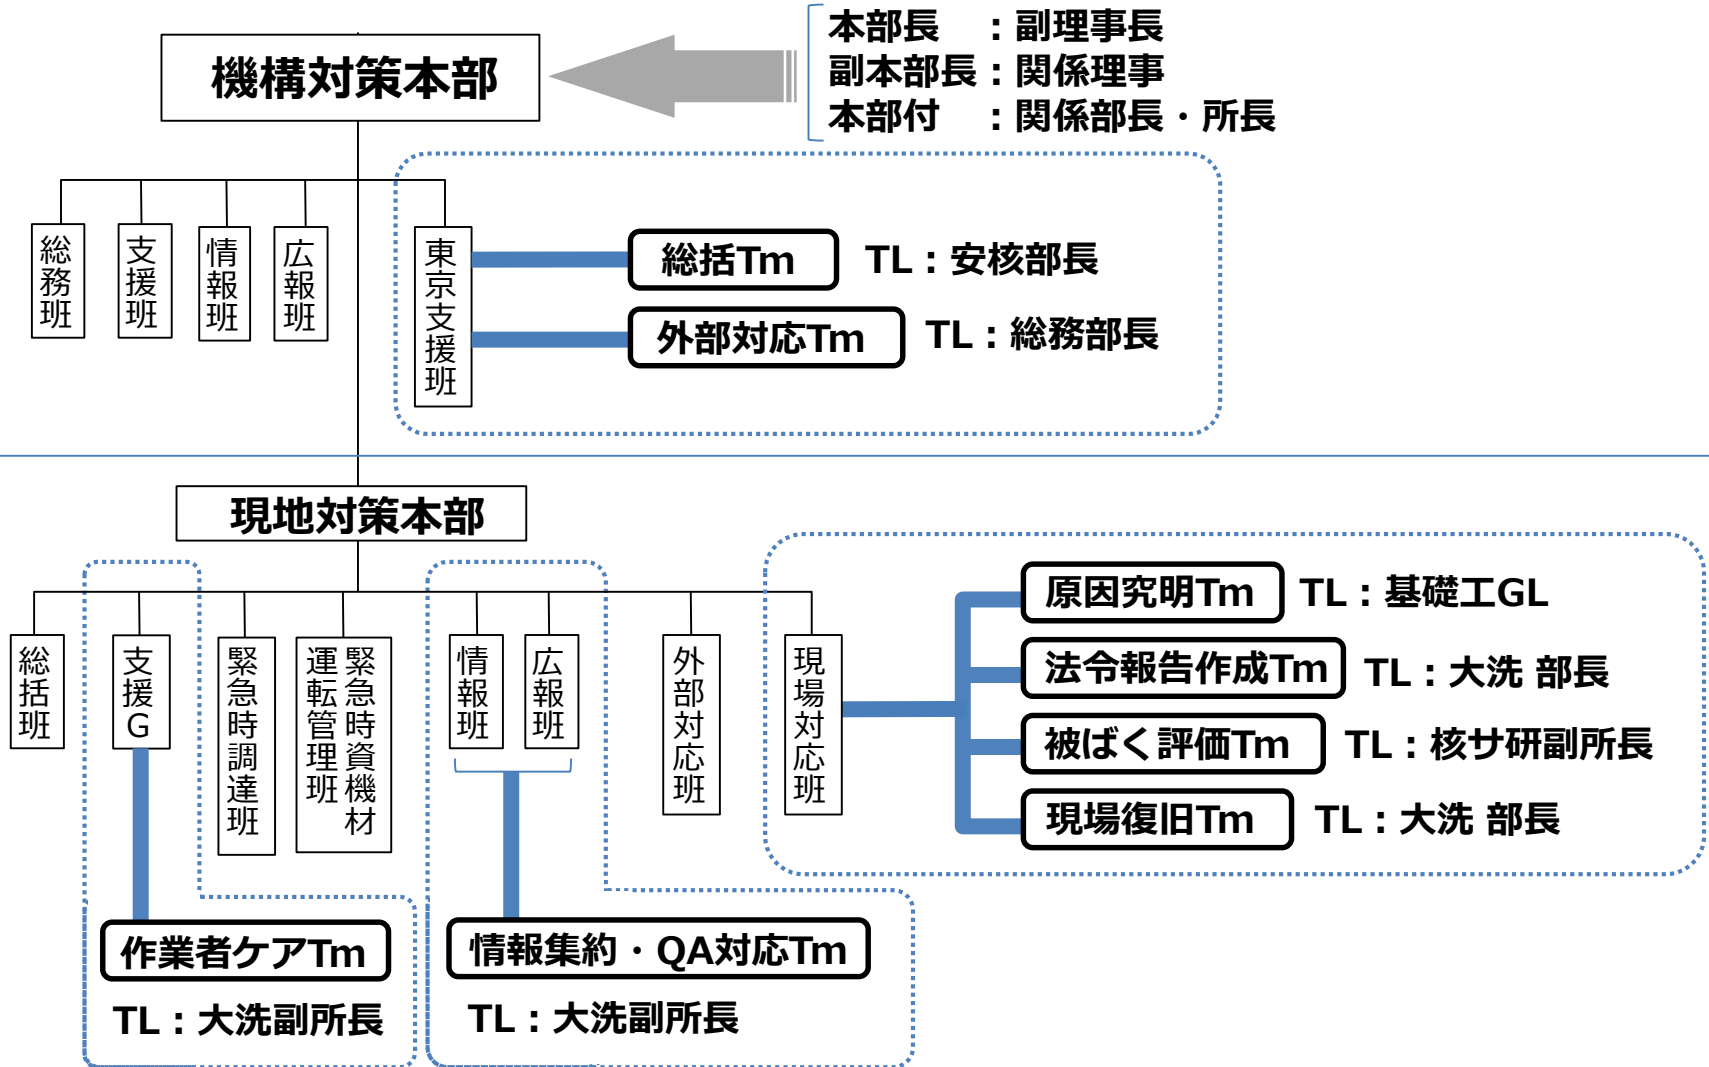 機構対策本部
本部長　：副理事長
副本部長：関係理事
本部付　：関係部長・所長
総務班
支援班
情報班
広報班
東京支援班
総括Tm
TL：安核部長
外部対応Tm
TL：総務部長
現地対策本部
総括班
支援G
緊急時調達班
緊急時資機材
運転管理班
情報班
広報班
外部対応班
現場対応班
原因究明Tm
TL：基礎工GL
法令報告作成Tm
TL：大洗 部長
被ばく評価Tm
TL：核サ研副所長
現場復旧Tm
TL：大洗 部長
作業者ケアTm
TL：大洗副所長
情報集約・QA対応Tm
TL：大洗副所長